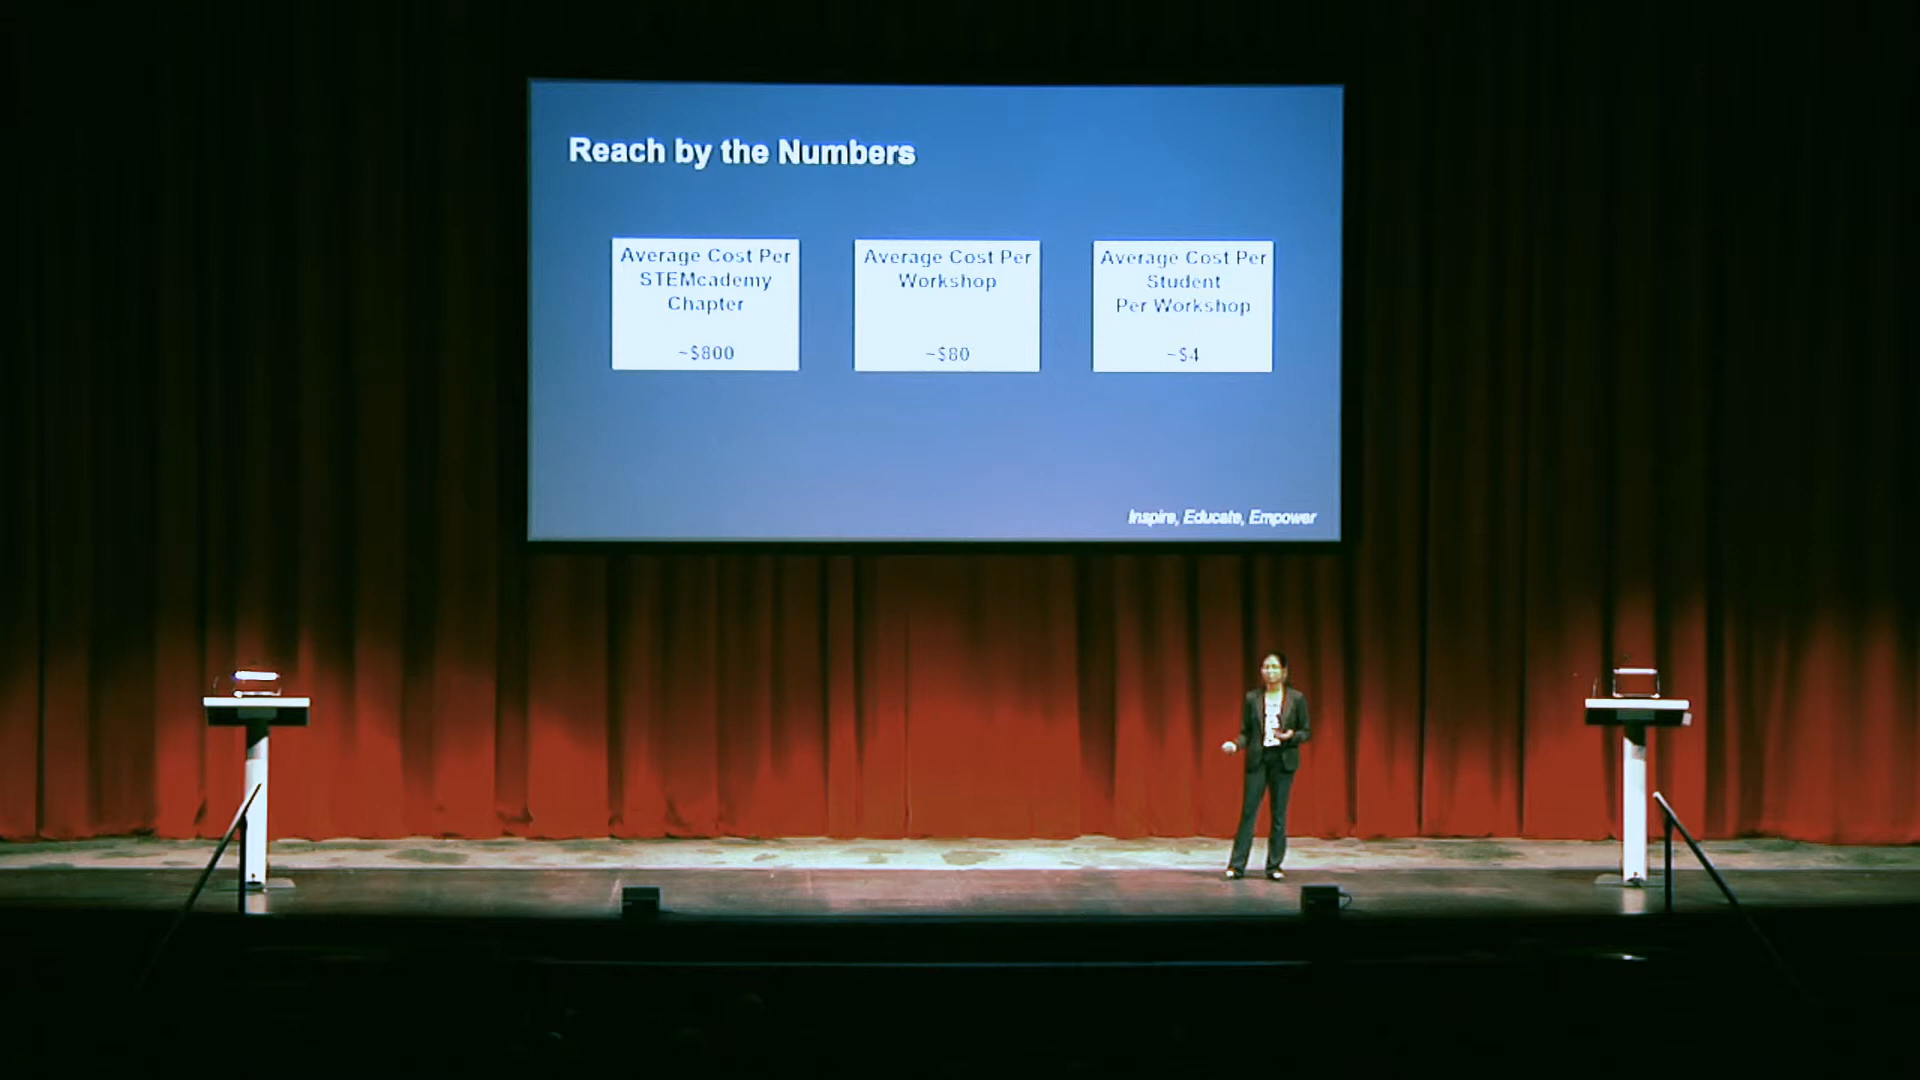 Reach by the Numbers
Average Cost Per
STEMcademy
Chapter
~$800
Average Cost Per
Workshop
~$80
Average Cost Per
Student
Per Workshop
~$4
Inspire, Educate, Empower